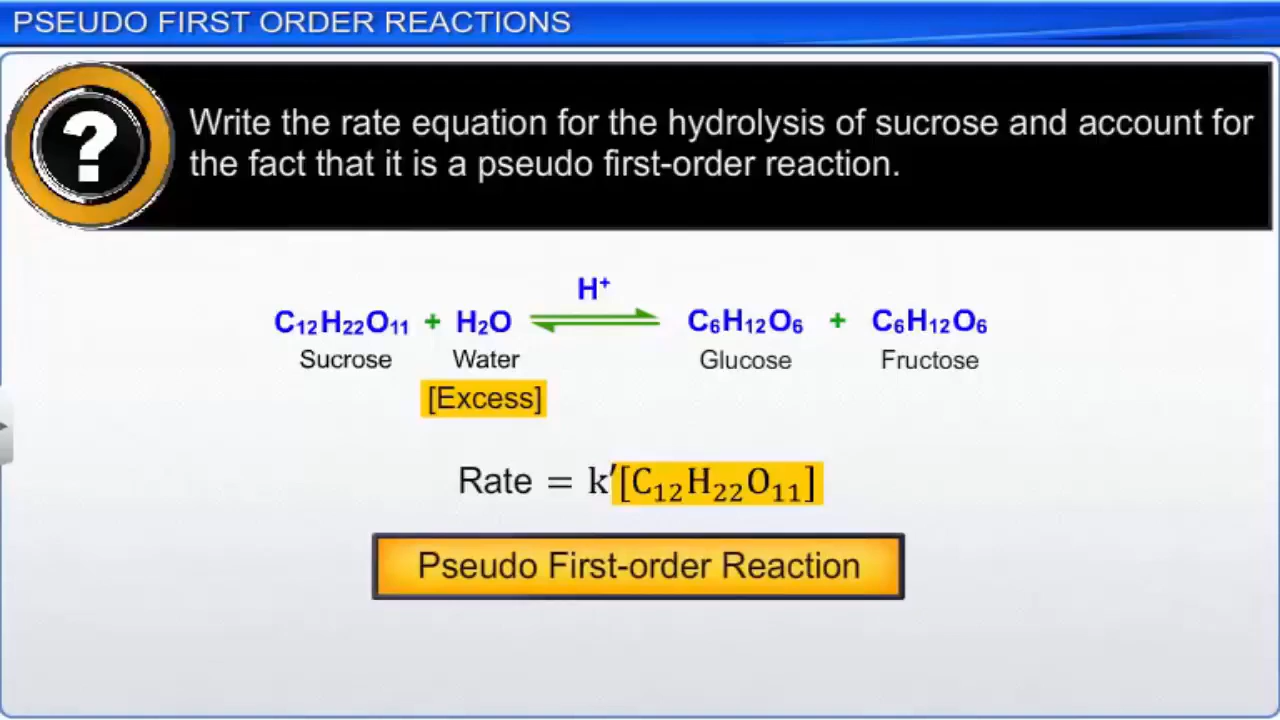 PSEUDO FIRST ORDER REACTIONS
?
Write the rate equation for the hydrolysis of sucrose and account for
the fact that it is a pseudo first-order reaction.
H⁺
C₁₂H₂₂O₁₁ + H₂O ⇌ C₆H₁₂O₆ + C₆H₁₂O₆
Sucrose Water Glucose Fructose
[Excess]
Rate = k′[C₁₂H₂₂O₁₁]
Pseudo First-order Reaction